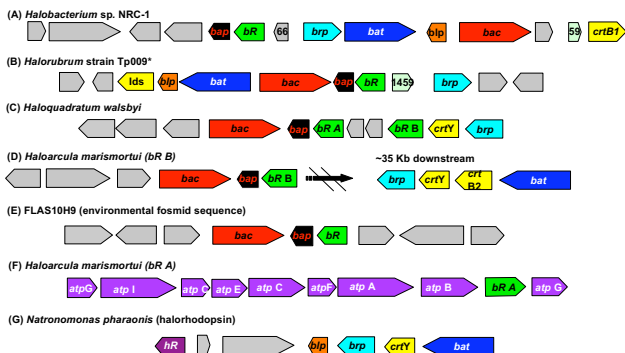 (A) Halobacterium sp. NRC-1
bap bR 66 brp bat blp bac 59 crtB1
(B) Halorubrum strain Tp009*
lds blp bat bac bap bR 1459 brp
(C) Haloquadratum walsbyi
bac bap bR A bR B crtY brp
(D) Haloarcula marismortui (bR B)
~35 Kb downstream
bac bap bR B brp crtY crt B2 bat
(E) FLAS10H9 (environmental fosmid sequence)
bac bap bR
(F) Haloarcula marismortui (bR A)
atpG atp I atp C atp E atp C atpF atp A atp B bR A atp G
(G) Natronomonas pharaonis (halorhodopsin)
hR blp brp crtY bat